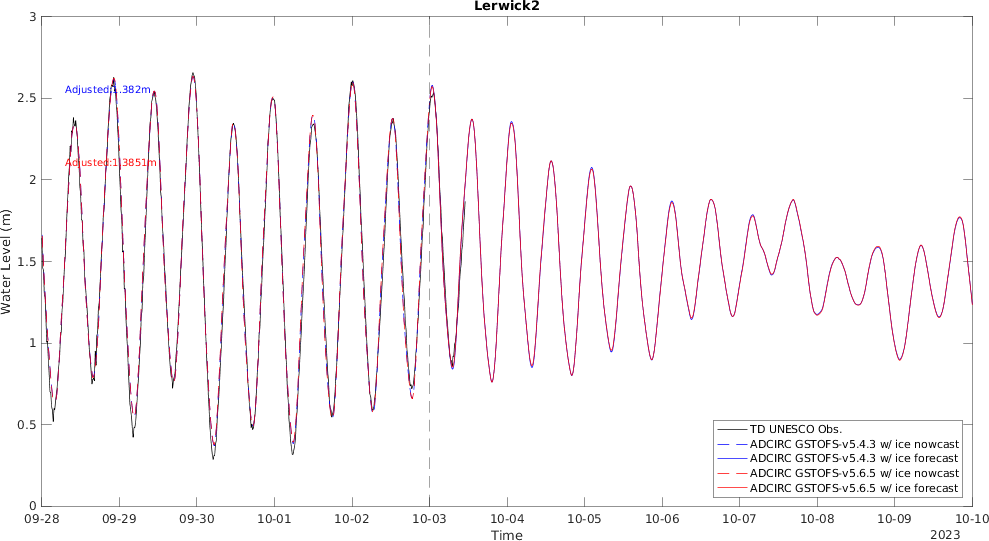 Lerwick2
3
2.5
2
1.5
1
0.5
0
Water Level (m)
Adjusted:1.382m
Adjusted:1.3851m
TD UNESCO Obs.
ADCIRC GSTOFS-v5.4.3 w/ ice nowcast
ADCIRC GSTOFS-v5.4.3 w/ ice forecast
ADCIRC GSTOFS-v5.6.5 w/ ice nowcast
ADCIRC GSTOFS-v5.6.5 w/ ice forecast
09-28 09-29 09-30 10-01 10-02 10-03 10-04 10-05 10-06 10-07 10-08 10-09 10-10
Time
2023